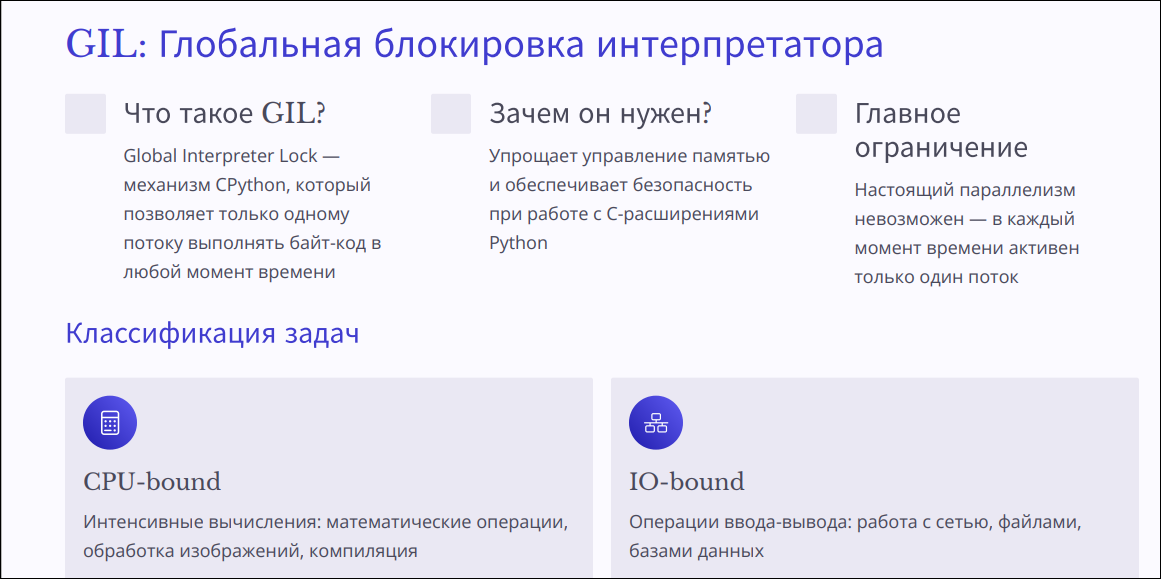 GIL: Глобальная блокировка интерпретатора
Что такое GIL?
Global Interpreter Lock —
механизм CPython, который
позволяет только одному
потоку выполнять байт-код в
любой момент времени
Зачем он нужен?
Упрощает управление памятью
и обеспечивает безопасность
при работе с C-расширениями
Python
Главное
ограничение
Настоящий параллелизм
невозможен — в каждый
момент времени активен
только один поток
Классификация задач
CPU-bound
Интенсивные вычисления: математические операции,
обработка изображений, компиляция
IO-bound
Операции ввода-вывода: работа с сетью, файлами,
базами данных